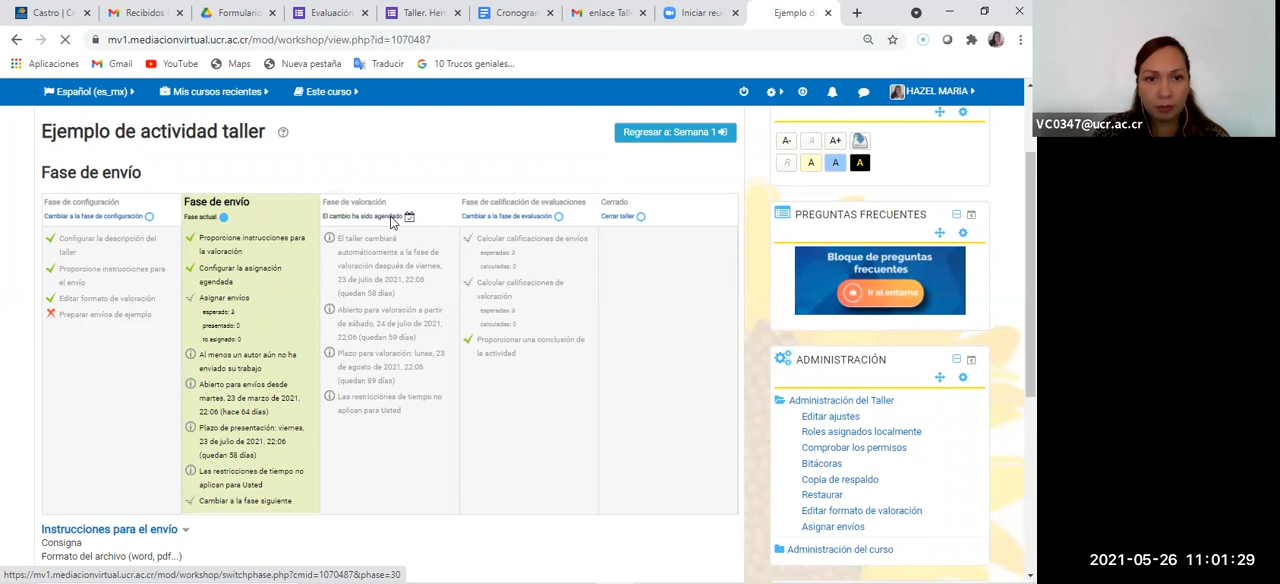 Castro | Cr
Recibidos
Formulario
Evaluación
Taller. Her
Cronogram
enlace Tall
Iniciar reu
Ejemplo de
mv1.mediacionvirtual.ucr.ac.cr/mod/workshop/view.php?id=1070487
Aplicaciones
Gmail
YouTube
Maps
Nueva pestaña
Traducir
10 Trucos geniales...
Español (es_mx)
Mis cursos recientes
Este curso
HAZEL MARIA
VC0347@ucr.ac.cr
Ejemplo de actividad taller
Regresar a: Semana 1
Fase de envío
Fase de configuración
Cambiar a la fase de configuración
Configurar la descripción del
taller
Proporcione instrucciones para
el envío
Editar formato de valoración
Preparar envíos de ejemplo
Fase de envío
Fase actual
Proporcione instrucciones para
la valoración
Configurar la asignación
agendada
Asignar envíos
esperado: 3
presentado: 0
to asignado: 0
Al menos un autor aún no ha
enviado su trabajo
Abierto para envíos desde
martes, 23 de marzo de 2021,
22:06 (hace 64 días)
Plazo de presentación: viernes,
23 de julio de 2021, 22:06
(quedan 58 días)
Las restricciones de tiempo no
aplican para Usted
Cambiar a la fase siguiente
Fase de valoración
El cambio ha sido agendado
El taller cambiará
automáticamente a la fase de
valoración después de viernes,
23 de julio de 2021, 22:06
(quedan 58 días)
Abierto para valoración a partir
de sábado, 24 de julio de 2021,
22:06 (quedan 59 días)
Plazo para valoración: lunes, 23
de agosto de 2021, 22:06
(quedan 89 días)
Las restricciones de tiempo no
aplican para Usted
Fase de calificación de evaluaciones
Cambiar a la fase de evaluación
Calcular calificaciones de envíos
esperadas: 3
calculadas: 0
Calcular calificaciones de
valoración
esperadas: 3
calculadas: 0
Proporcionar una conclusión de
la actividad
Cerrado
Cerrar taller
Instrucciones para el envío
Consigna
Formato del archivo (word, pdf...)
https://mv1.mediacionvirtual.ucr.ac.cr/mod/workshop/switchphase.php?cmid=1070487&phase=30
A- A A+
R A A A
PREGUNTAS FRECUENTES
Bloque de preguntas
frecuentes
Ir al entorno
ADMINISTRACIÓN
Administración del Taller
Editar ajustes
Roles asignados localmente
Comprobar los permisos
Bitácoras
Copia de respaldo
Restaurar
Editar formato de valoración
Asignar envíos
Administración del curso
2021-05-26 11:01:29